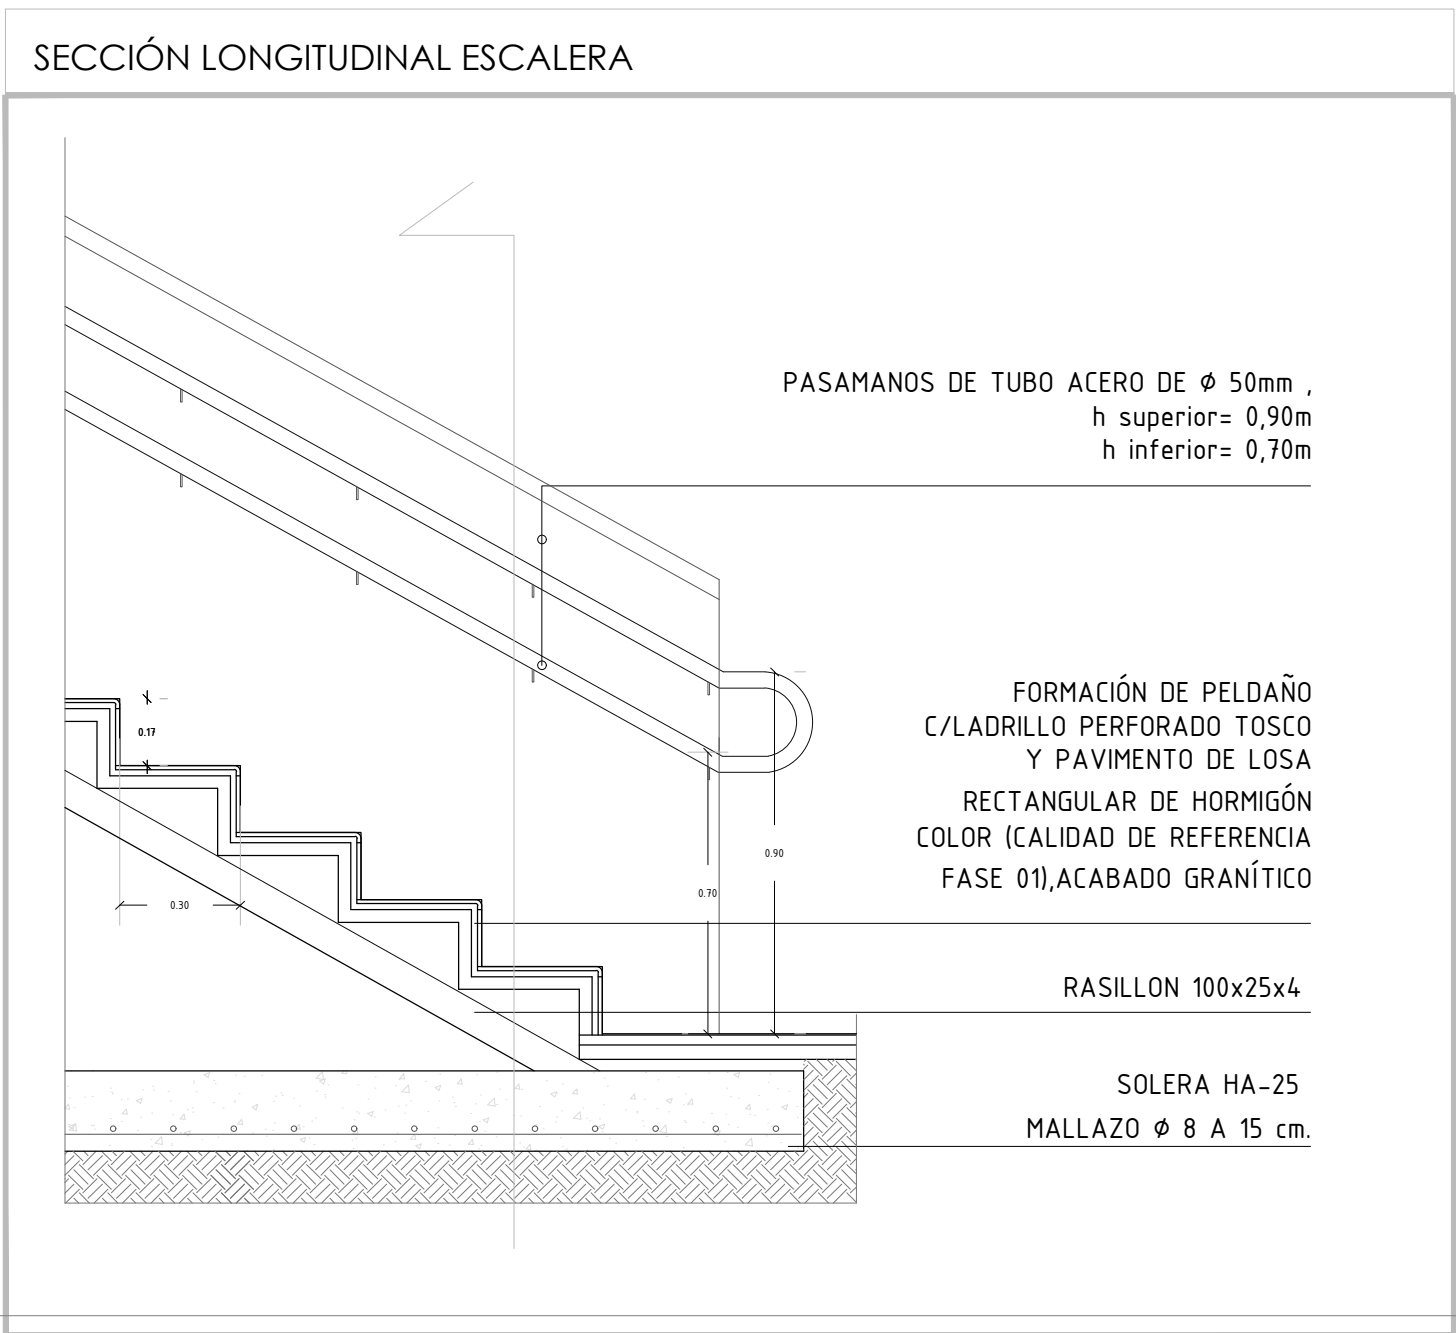 SECCIÓN LONGITUDINAL ESCALERA
PASAMANOS DE TUBO ACERO DE Ø 50mm ,
h superior= 0,90m
h inferior= 0,70m
FORMACIÓN DE PELDAÑO
C/LADRILLO PERFORADO TOSCO
Y PAVIMENTO DE LOSA
RECTANGULAR DE HORMIGÓN
COLOR (CALIDAD DE REFERENCIA
FASE 01),ACABADO GRANÍTICO
0.17
0.30
0.70
0.90
RASILLON 100x25x4
SOLERA HA-25
MALLAZO Ø 8 A 15 cm.